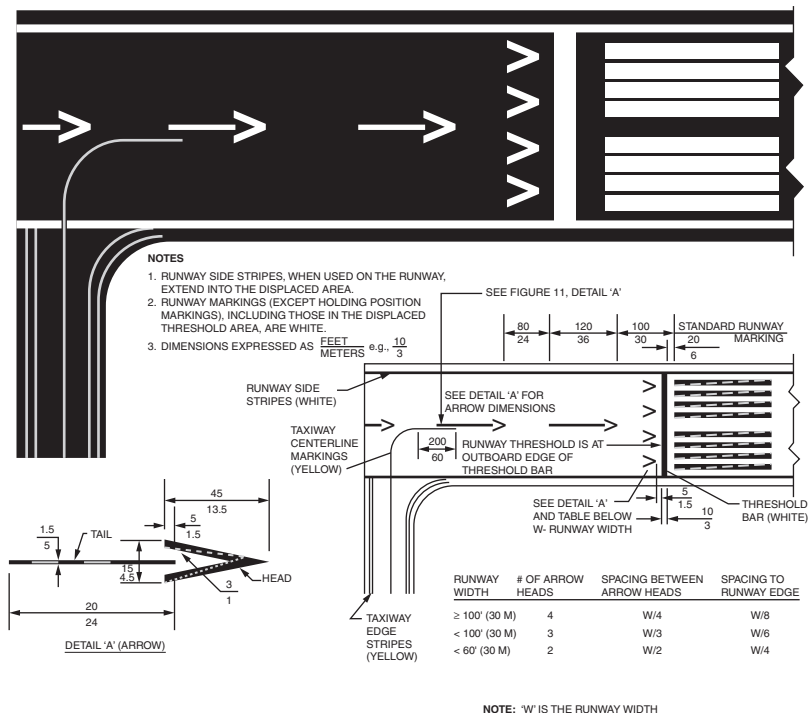 NOTES
1. RUNWAY SIDE STRIPES, WHEN USED ON THE RUNWAY,
EXTEND INTO THE DISPLACED AREA.
2. RUNWAY MARKINGS (EXCEPT HOLDING POSITION
MARKINGS), INCLUDING THOSE IN THE DISPLACED
THRESHOLD AREA, ARE WHITE.
3. DIMENSIONS EXPRESSED AS FEET METERS e.g., 10 3
SEE FIGURE 11, DETAIL 'A'
80 24
120 36
100 30
STANDARD RUNWAY
MARKING
20 6
RUNWAY SIDE
STRIPES (WHITE)
SEE DETAIL 'A' FOR
ARROW DIMENSIONS
TAXIWAY
CENTERLINE
MARKINGS
(YELLOW)
200 60
RUNWAY THRESHOLD IS AT
OUTBOARD EDGE OF
THRESHOLD BAR
SEE DETAIL 'A'
AND TABLE BELOW
W- RUNWAY WIDTH
5 1.5
10 3
THRESHOLD
BAR (WHITE)
45 13.5
5 1.5
1.5 5
TAIL
15 4.5
3 1
HEAD
20 24
DETAIL 'A' (ARROW)
TAXIWAY
EDGE
STRIPES
(YELLOW)
RUNWAY # OF ARROW SPACING BETWEEN SPACING TO
WIDTH HEADS ARROW HEADS RUNWAY EDGE
≥ 100' (30 M) 4 W/4 W/8
< 100' (30 M) 3 W/3 W/6
< 60' (30 M) 2 W/2 W/4
NOTE: 'W' IS THE RUNWAY WIDTH